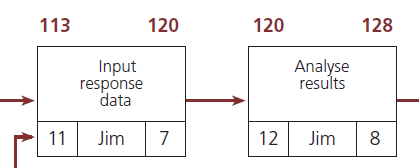 113 120 120 128
Input
response
data
Analyse
results
11 Jim 7
12 Jim 8